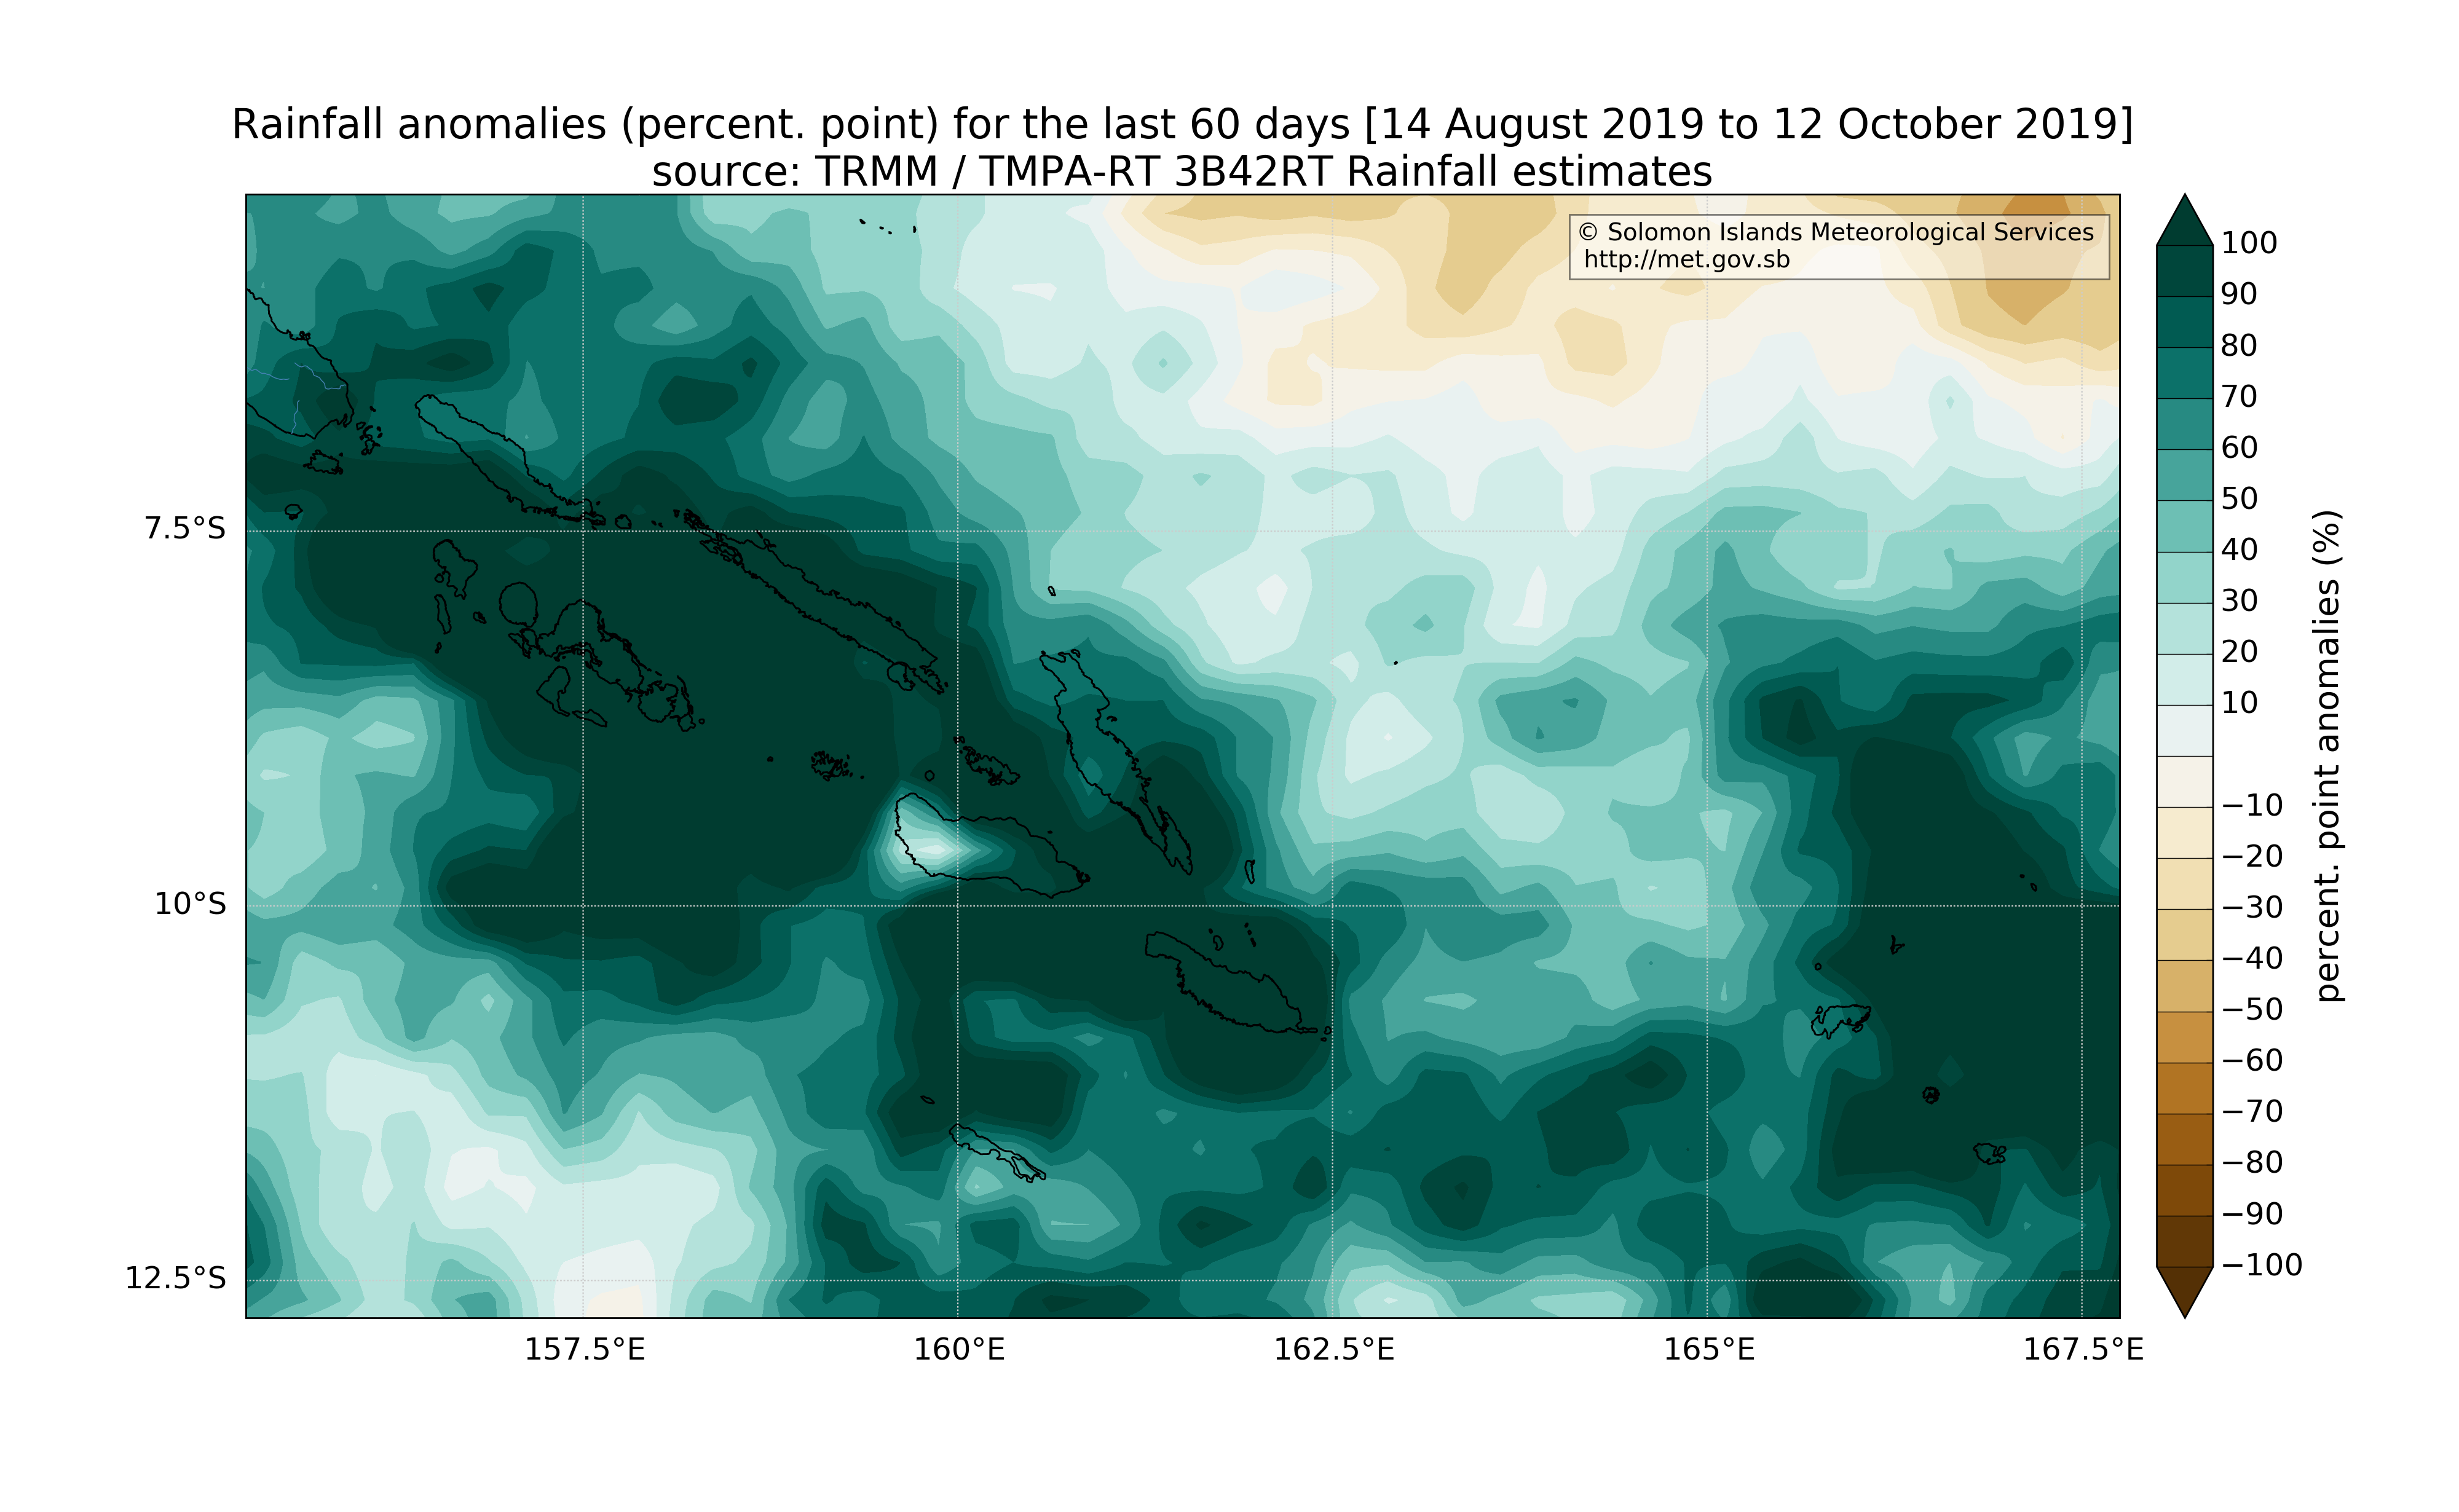 Rainfall anomalies (percent. point) for the last 60 days [14 August 2019 to 12 October 2019]
source: TRMM / TMPA-RT 3B42RT Rainfall estimates
© Solomon Islands Meteorological Services
http://met.gov.sb
7.5°S
10°S
12.5°S
157.5°E
160°E
162.5°E
165°E
167.5°E
100
90
80
70
60
50
40
30
20
10
−10
−20
−30
−40
−50
−60
−70
−80
−90
−100
percent. point anomalies (%)